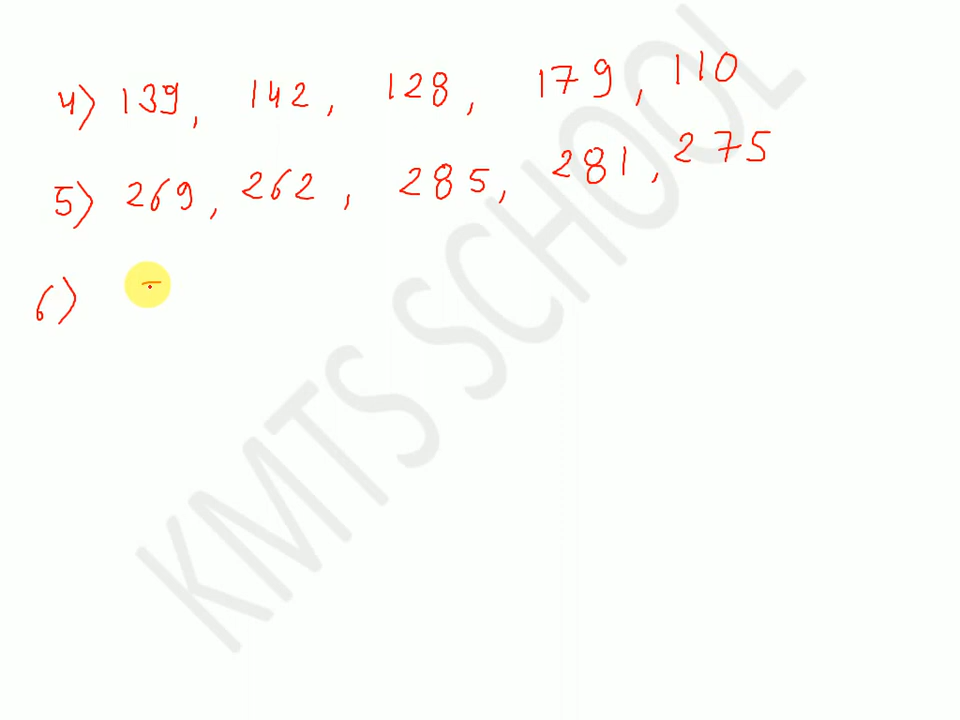 4) 139, 142, 128, 179, 110
5) 269, 262, 285, 281, 275
6)
KMTS SCHOOL